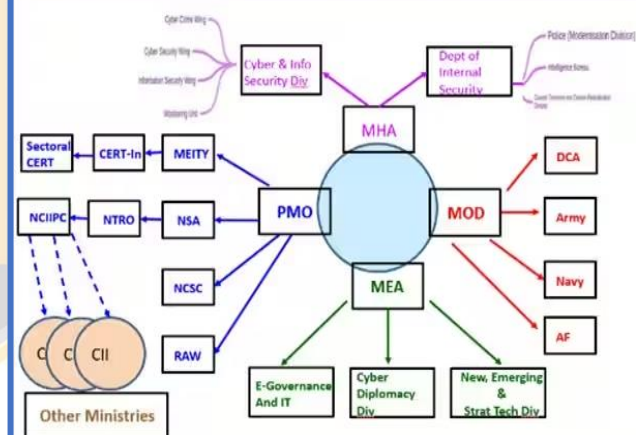 Cyber Crime Wing
Cyber Security Wing
Information Security Wing
Monitoring Unit
Cyber & Info
Security Div
Dept of
Internal
Security
Police (Modernisation Division)
Intelligence Bureau
MHA
Sectoral
CERT
CERT-In
MEITY
DCA
NCIIPC
NTRO
NSA
PMO
MOD
Army
NCSC
MEA
Navy
RAW
AF
C
C
CII
E-Governance
And IT
Cyber
Diplomacy
Div
New, Emerging
&
Strat Tech Div
Other Ministries